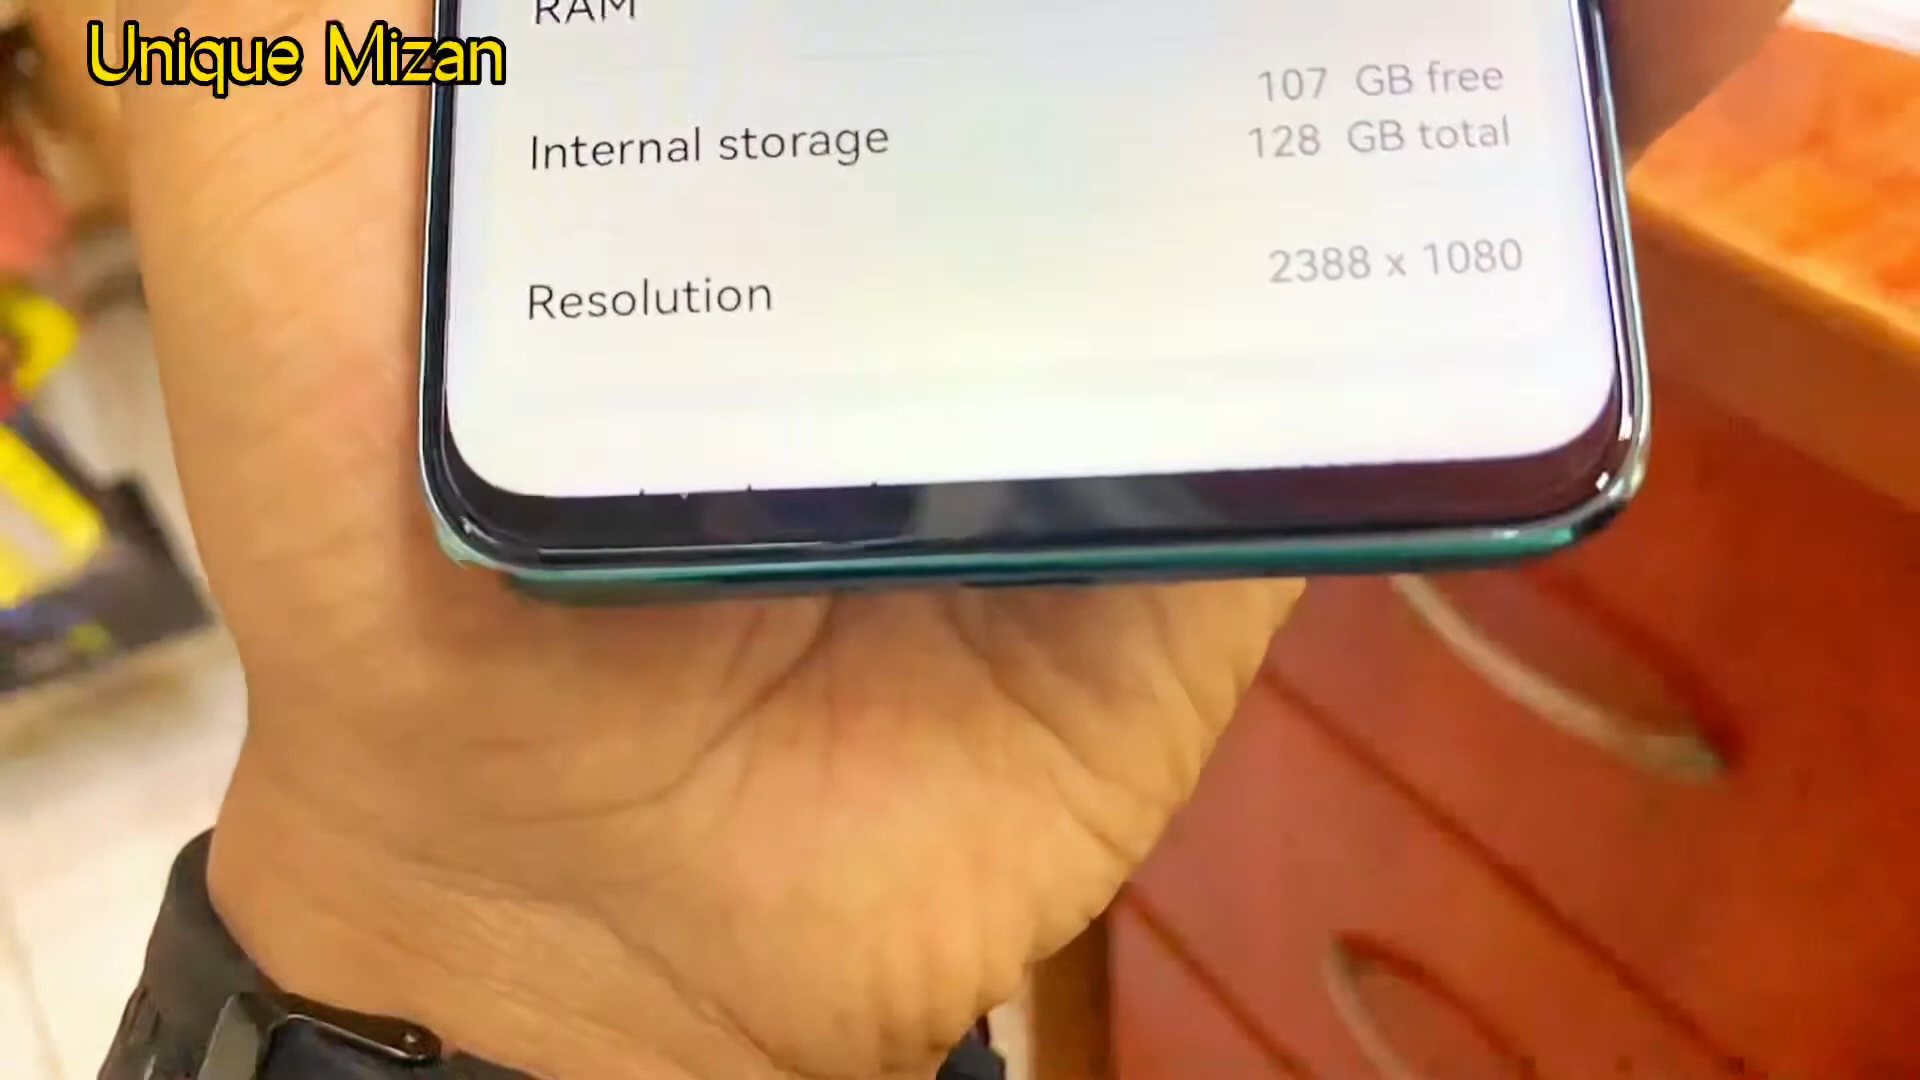 Unique Mizan
RAM
107 GB free
Internal storage
128 GB total
2388 x 1080
Resolution